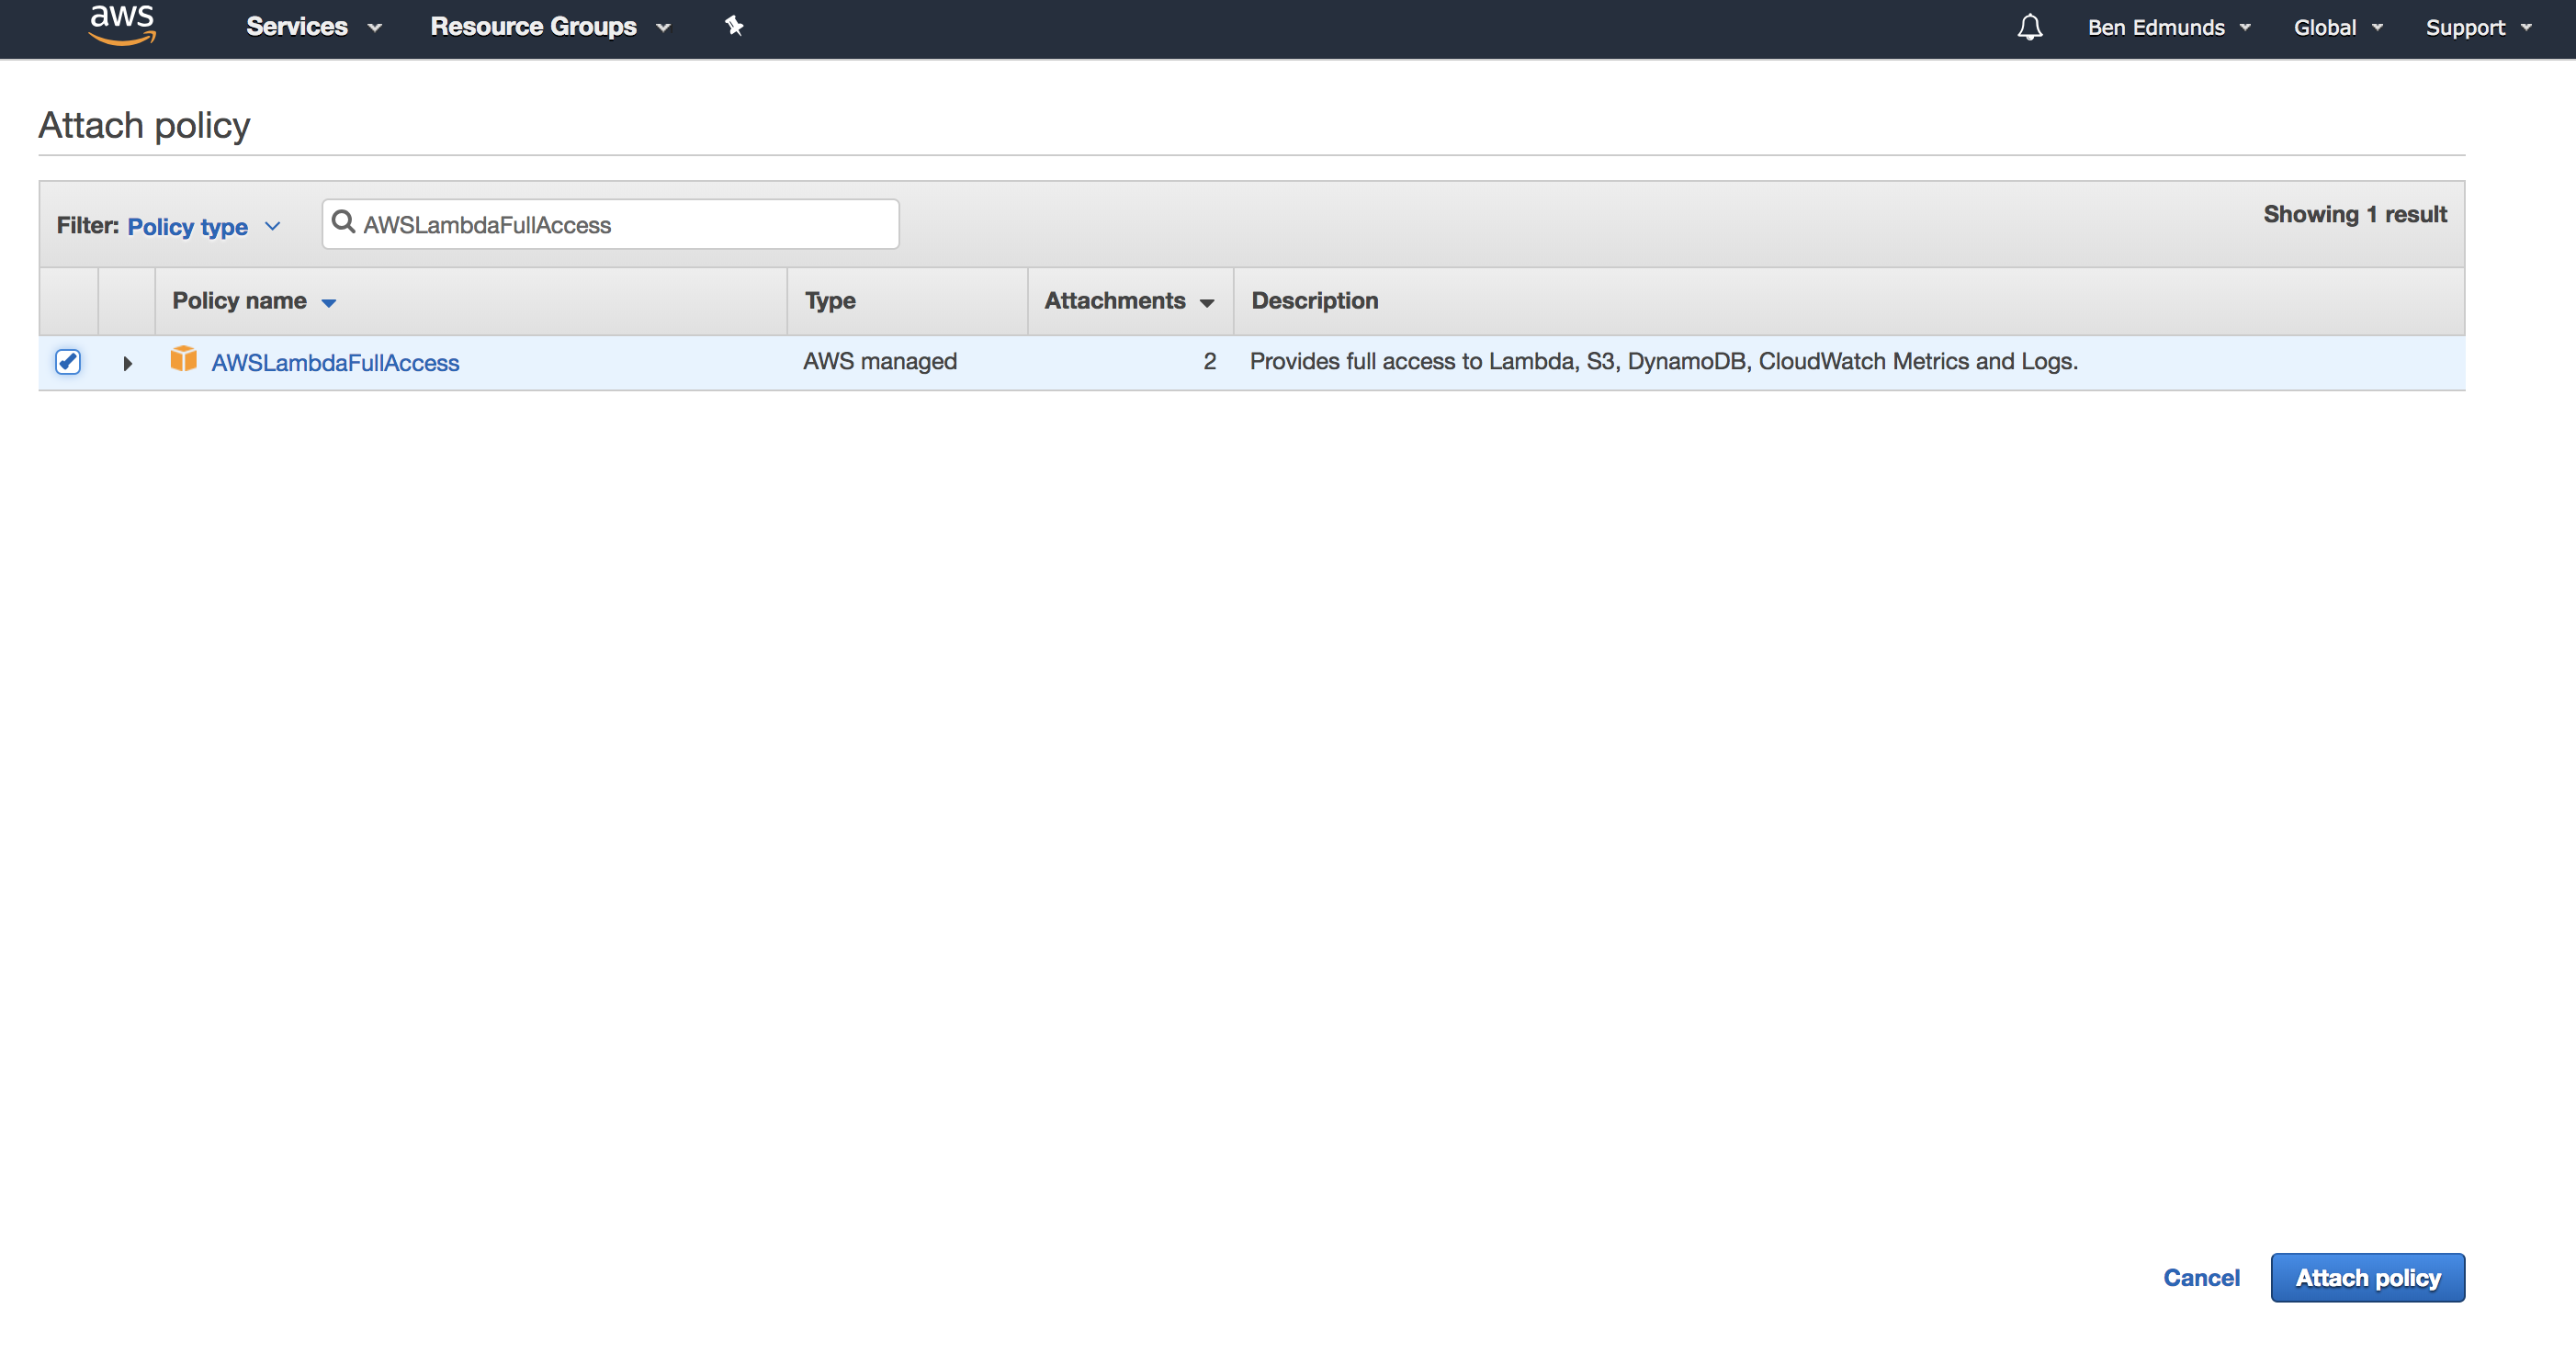 aws Services Resource Groups Ben Edmunds Global Support
Attach policy
Filter: Policy type AWSLambdaFullAccess Showing 1 result
Policy name Type Attachments Description
AWSLambdaFullAccess AWS managed 2 Provides full access to Lambda, S3, DynamoDB, CloudWatch Metrics and Logs.
Cancel Attach policy